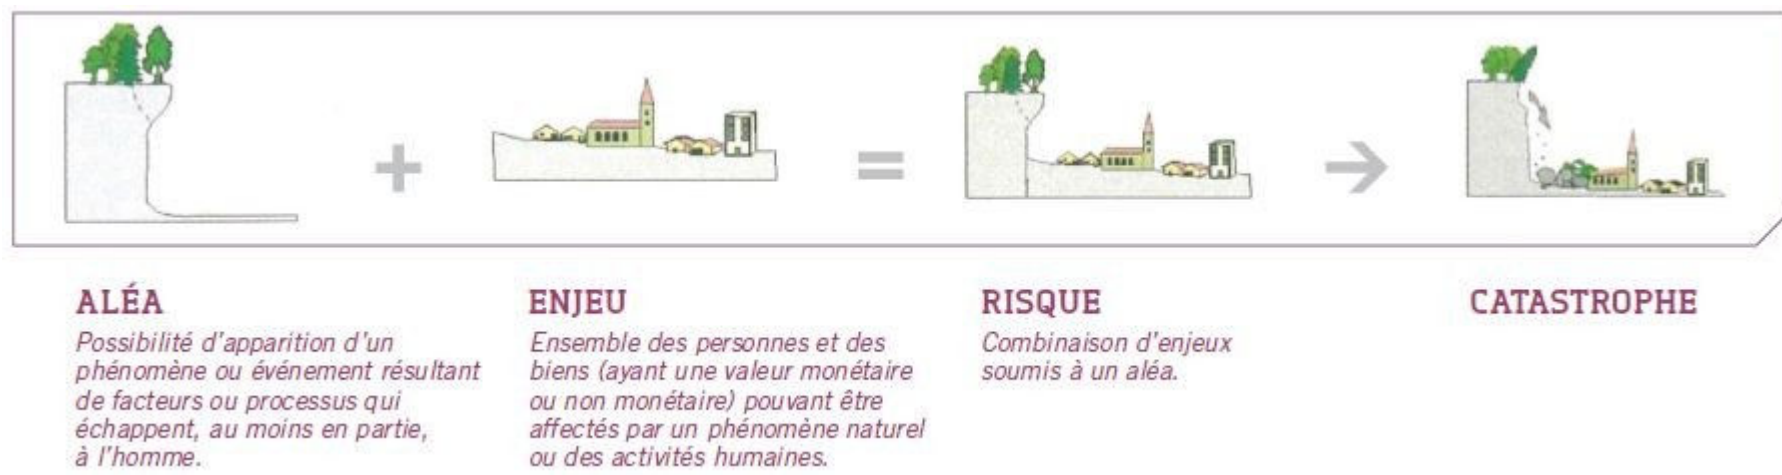 ALÉA
Possibilité d'apparition d'un
phénomène ou événement résultant
de facteurs ou processus qui
échappent, au moins en partie,
à l'homme.
ENJEU
Ensemble des personnes et des
biens (ayant une valeur monétaire
ou non monétaire) pouvant être
affectés par un phénomène naturel
ou des activités humaines.
RISQUE
Combinaison d'enjeux
soumis à un aléa.
CATASTROPHE